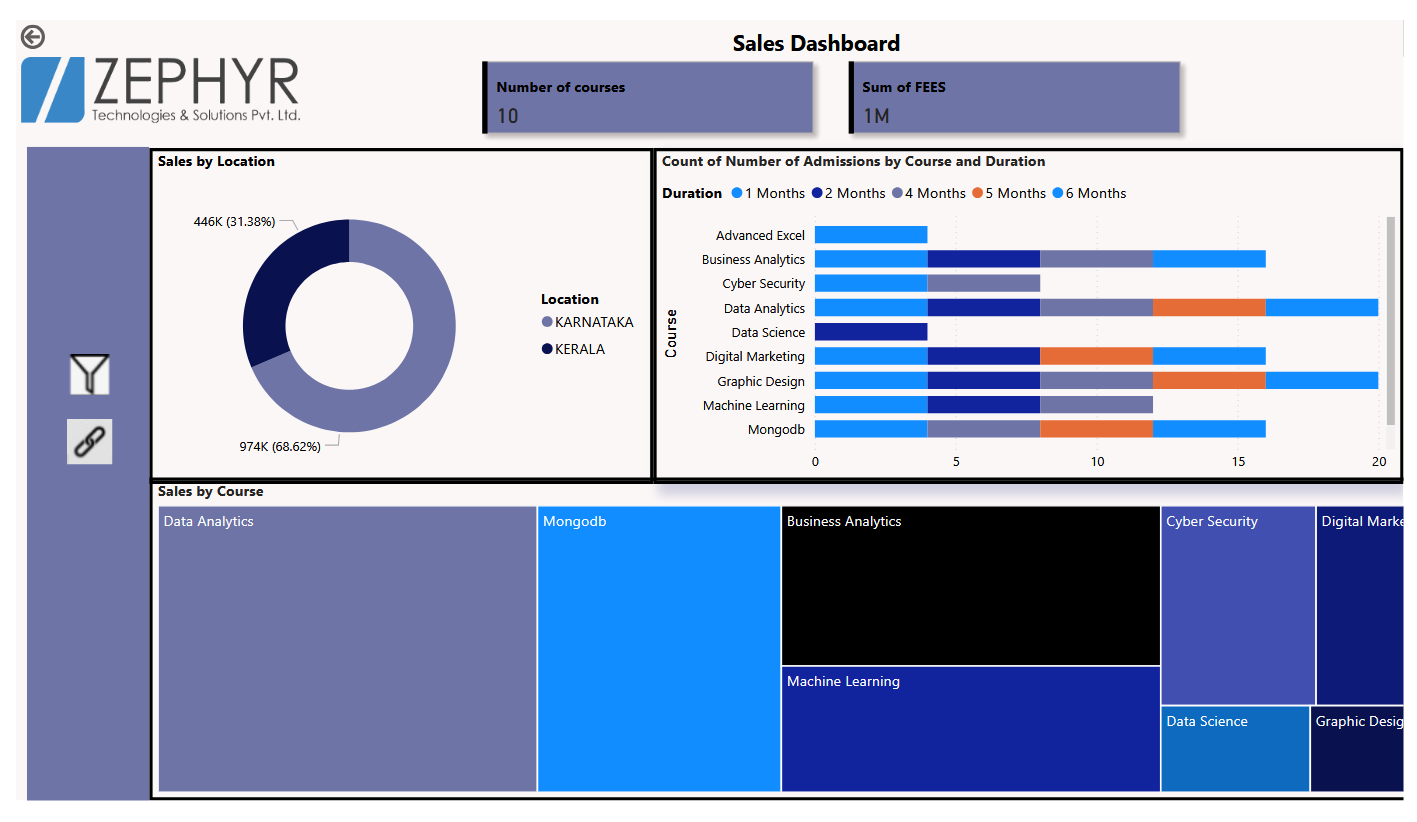 Sales Dashboard
ZEPHYR
Technologies & Solutions Pvt. Ltd.
Number of courses
10
Sum of FEES
1M
Sales by Location
446K (31.38%)
974K (68.62%)
Location
KARNATAKA
KERALA
Count of Number of Admissions by Course and Duration
Duration 1 Months 2 Months 4 Months 5 Months 6 Months
Course
Advanced Excel
Business Analytics
Cyber Security
Data Analytics
Data Science
Digital Marketing
Graphic Design
Machine Learning
Mongodb
0 5 10 15 20
Sales by Course
Data Analytics
Mongodb
Business Analytics
Machine Learning
Cyber Security
Digital Marke
Data Science
Graphic Desig